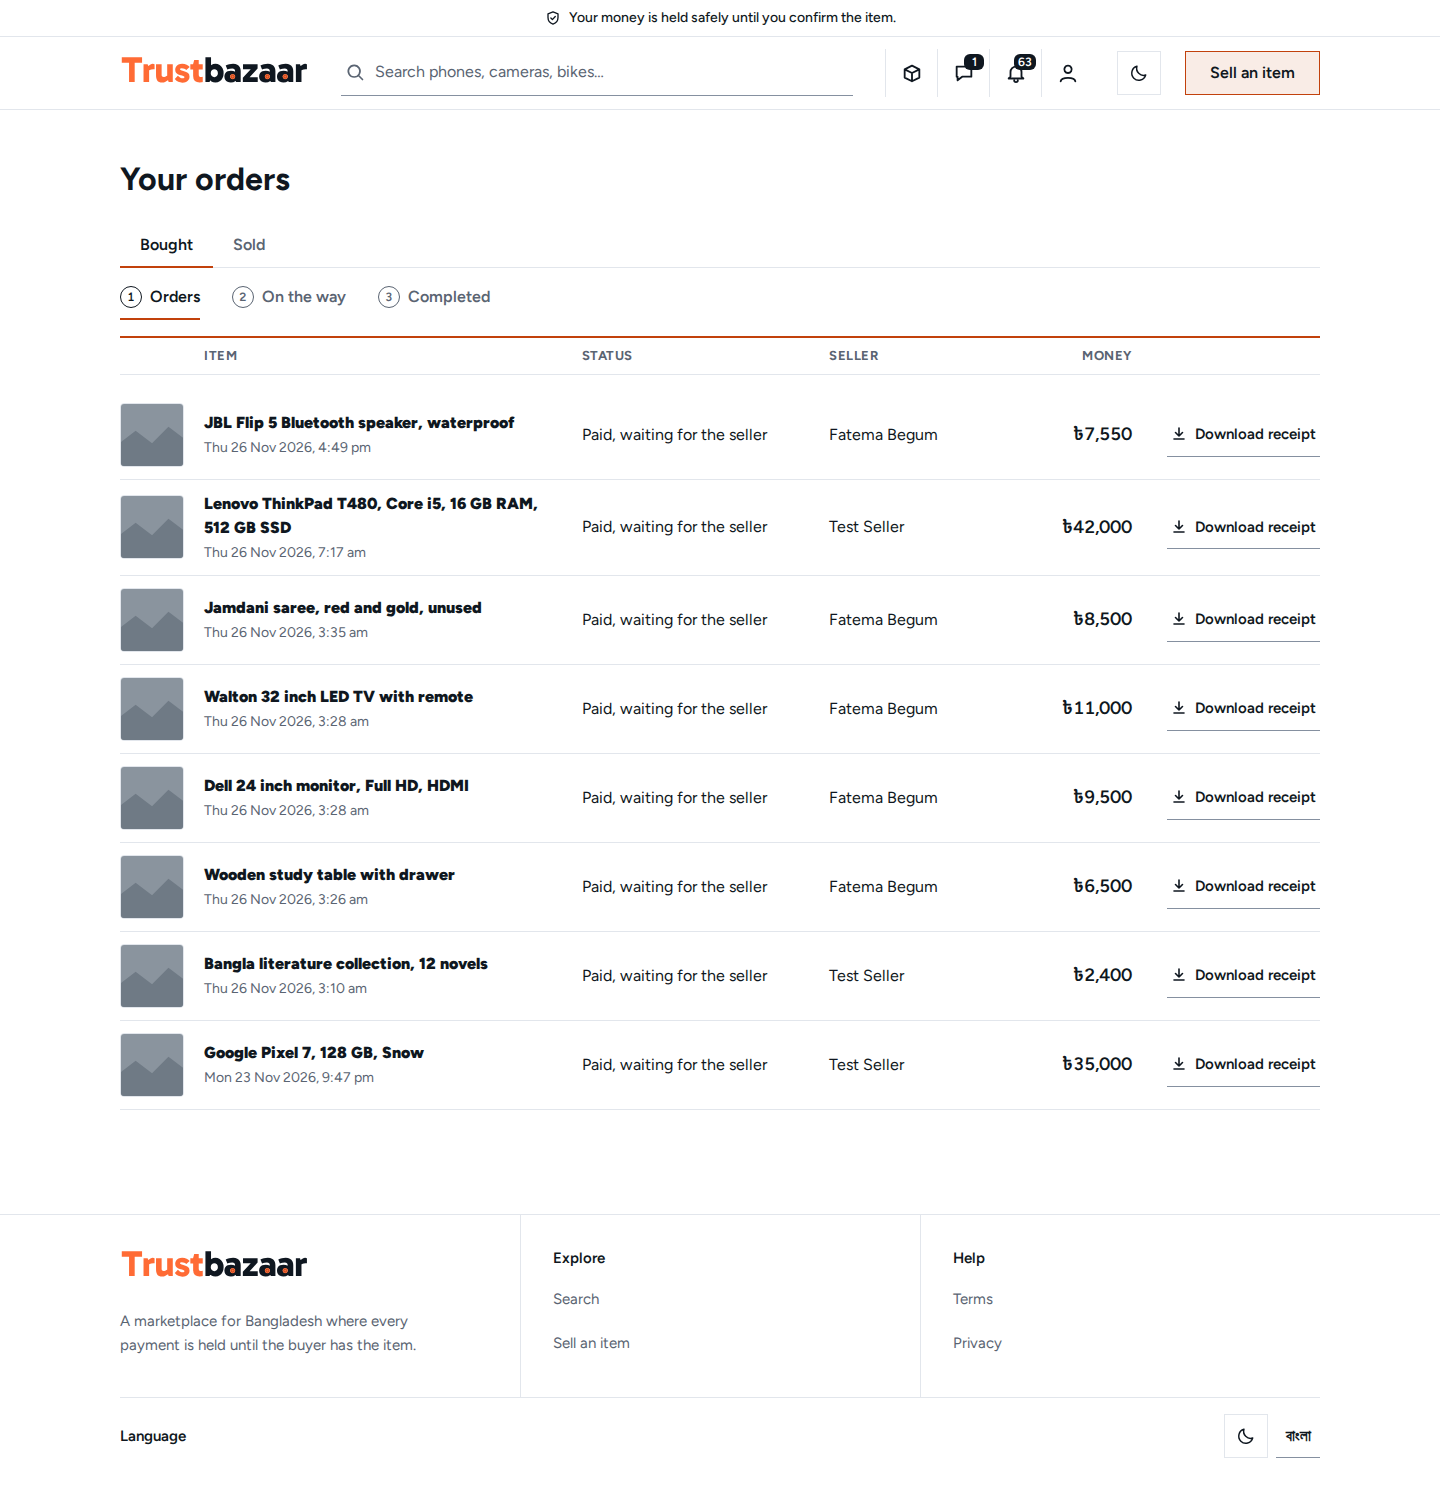 Your money is held safely until you confirm the item.
Trustbazaar
Search phones, cameras, bikes...
1
63
Sell an item
Your orders
Bought Sold
1 Orders 2 On the way 3 Completed
ITEM STATUS SELLER MONEY
JBL Flip 5 Bluetooth speaker, waterproof
Thu 26 Nov 2026, 4:49 pm
Paid, waiting for the seller Fatema Begum ৳7,550 Download receipt
Lenovo ThinkPad T480, Core i5, 16 GB RAM,
512 GB SSD
Thu 26 Nov 2026, 7:17 am
Paid, waiting for the seller Test Seller ৳42,000 Download receipt
Jamdani saree, red and gold, unused
Thu 26 Nov 2026, 3:35 am
Paid, waiting for the seller Fatema Begum ৳8,500 Download receipt
Walton 32 inch LED TV with remote
Thu 26 Nov 2026, 3:28 am
Paid, waiting for the seller Fatema Begum ৳11,000 Download receipt
Dell 24 inch monitor, Full HD, HDMI
Thu 26 Nov 2026, 3:28 am
Paid, waiting for the seller Fatema Begum ৳9,500 Download receipt
Wooden study table with drawer
Thu 26 Nov 2026, 3:26 am
Paid, waiting for the seller Fatema Begum ৳6,500 Download receipt
Bangla literature collection, 12 novels
Thu 26 Nov 2026, 3:10 am
Paid, waiting for the seller Test Seller ৳2,400 Download receipt
Google Pixel 7, 128 GB, Snow
Mon 23 Nov 2026, 9:47 pm
Paid, waiting for the seller Test Seller ৳35,000 Download receipt
Trustbazaar
A marketplace for Bangladesh where every
payment is held until the buyer has the item.
Explore
Search
Sell an item
Help
Terms
Privacy
Language
বাংলা